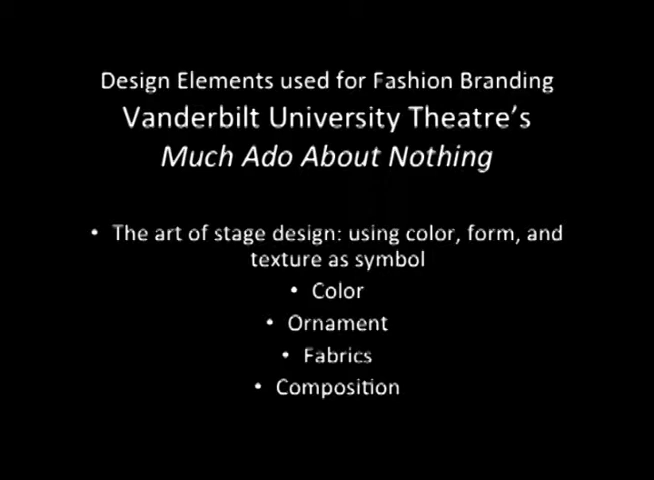 Design Elements used for Fashion Branding
Vanderbilt University Theatre’s
Much Ado About Nothing
• The art of stage design: using color, form, and
texture as symbol
• Color
• Ornament
• Fabrics
• Composition